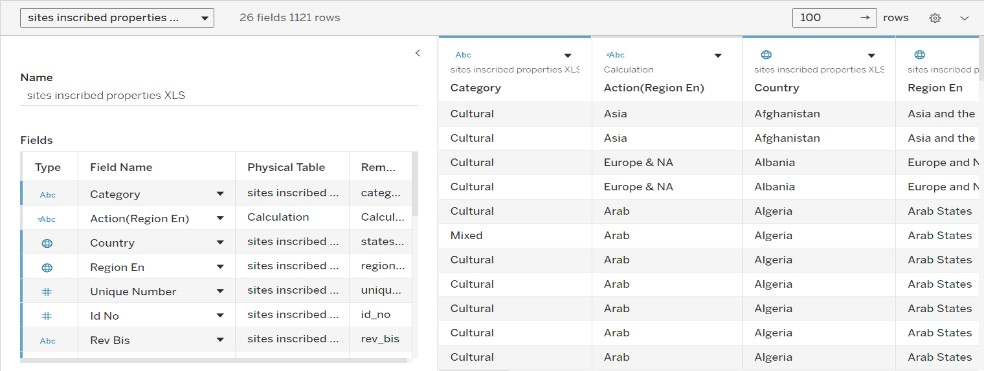 sites inscribed properties ... 26 fields 1121 rows 100 → rows
Name
sites inscribed properties XLS
Fields
Type Field Name Physical Table Rem...
Abc Category sites inscribed ... categ...
=Abc Action(Region En) Calculation Calcul...
Country sites inscribed ... states...
Region En sites inscribed ... region...
# Unique Number sites inscribed ... uniqu...
# Id No sites inscribed ... id_no
Abc Rev Bis sites inscribed ... rev_bis
Abc =Abc
sites inscribed properties XLS Calculation sites inscribed properties XLS sites inscribed p
Category Action(Region En) Country Region En
Cultural Asia Afghanistan Asia and the
Cultural Asia Afghanistan Asia and the
Cultural Europe & NA Albania Europe and N
Cultural Europe & NA Albania Europe and N
Cultural Arab Algeria Arab States
Mixed Arab Algeria Arab States
Cultural Arab Algeria Arab States
Cultural Arab Algeria Arab States
Cultural Arab Algeria Arab States
Cultural Arab Algeria Arab States
Cultural Arab Algeria Arab States